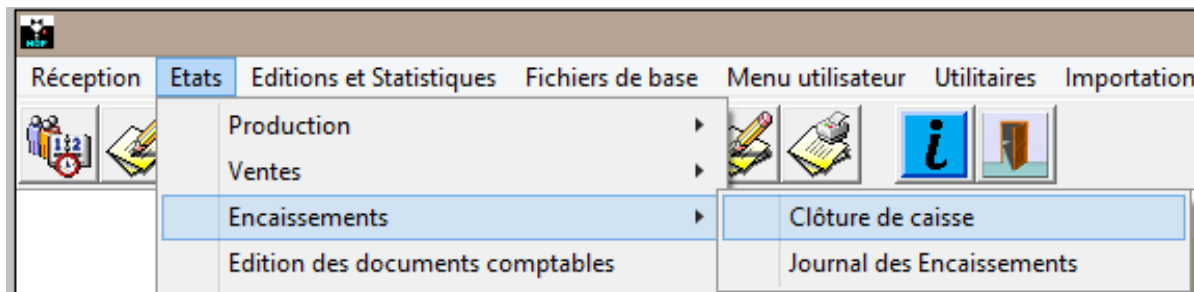 HOP
Réception Etats Editions et Statistiques Fichiers de base Menu utilisateur Utilitaires Importation
Production
Ventes
Encaissements
Clôture de caisse
Edition des documents comptables
Journal des Encaissements